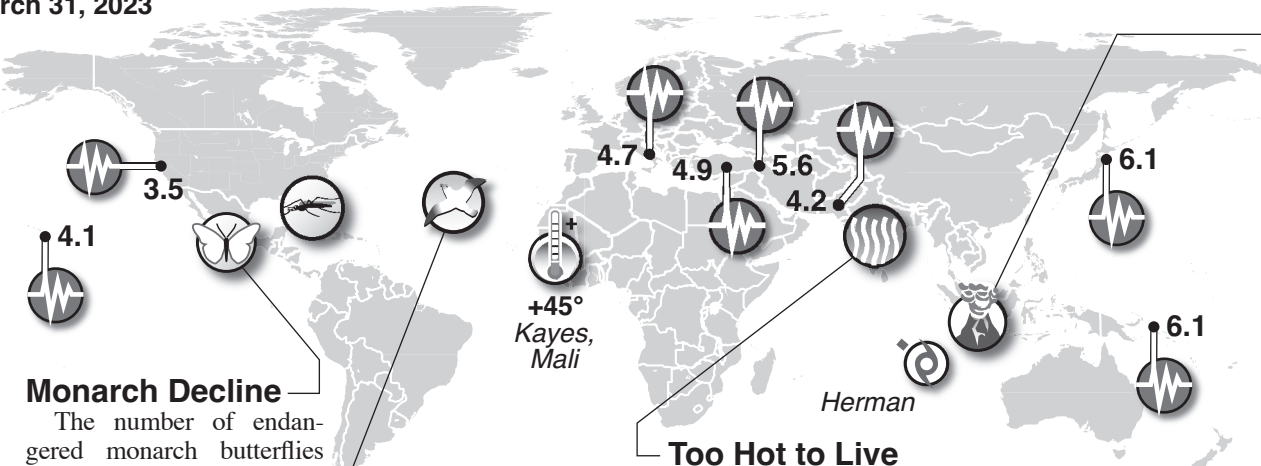 rch 31, 2023
4.7
4.9
5.6
4.2
6.1
3.5
4.1
+
+45°
Kayes,
Mali
6.1
Herman
Monarch Decline
The number of endan-
gered monarch butterflies
Too Hot to Live